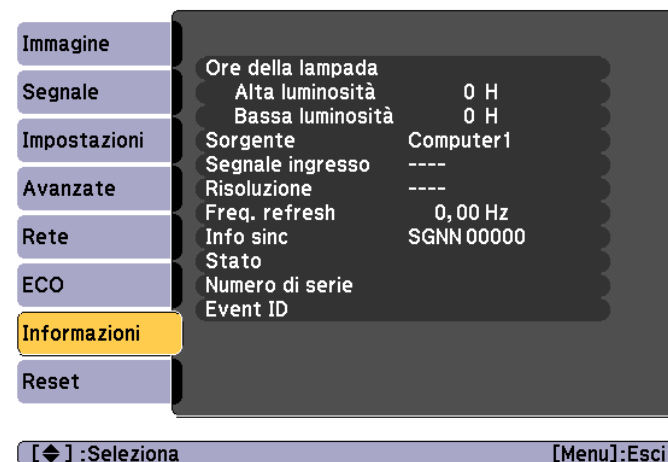 Immagine
Segnale
Impostazioni
Avanzate
Rete
ECO
Informazioni
Reset
Ore della lampada
Alta luminosità 0 H
Bassa luminosità 0 H
Sorgente Computer1
Segnale ingresso ----
Risoluzione ----
Freq. refresh 0,00 Hz
Info sinc SGNN 00000
Stato
Numero di serie
Event ID
[◆] :Seleziona [Menu]:Esci